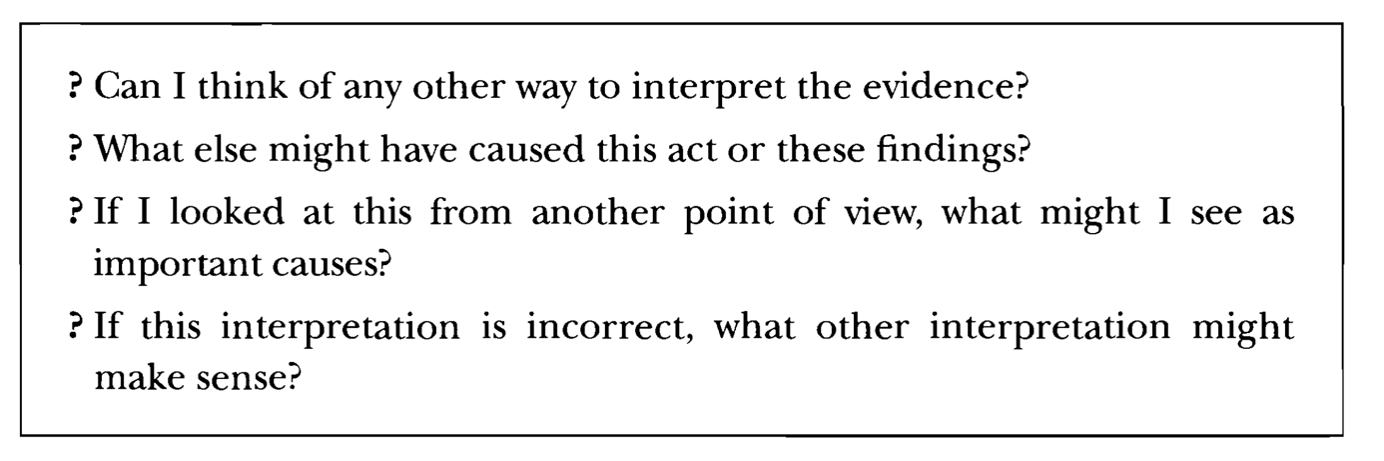 ? Can I think of any other way to interpret the evidence?
? What else might have caused this act or these findings?
? If I looked at this from another point of view, what might I see as
important causes?
? If this interpretation is incorrect, what other interpretation might
make sense?